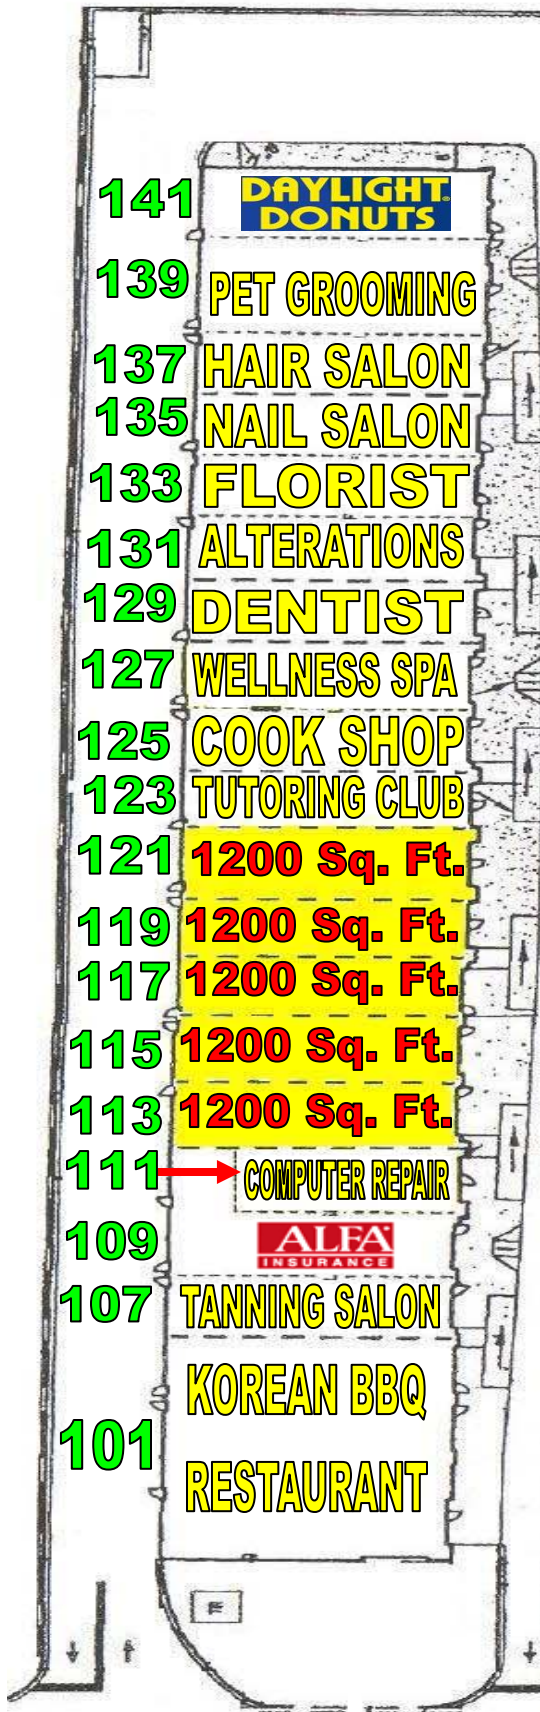 141 DAYLIGHT DONUTS
139 PET GROOMING
137 HAIR SALON
135 NAIL SALON
133 FLORIST
131 ALTERATIONS
129 DENTIST
127 WELLNESS SPA
125 COOK SHOP
123 TUTORING CLUB
121 1200 Sq. Ft.
119 1200 Sq. Ft.
117 1200 Sq. Ft.
115 1200 Sq. Ft.
113 1200 Sq. Ft.
111 COMPUTER REPAIR
109 ALFA INSURANCE
107 TANNING SALON
101 KOREAN BBQ
RESTAURANT